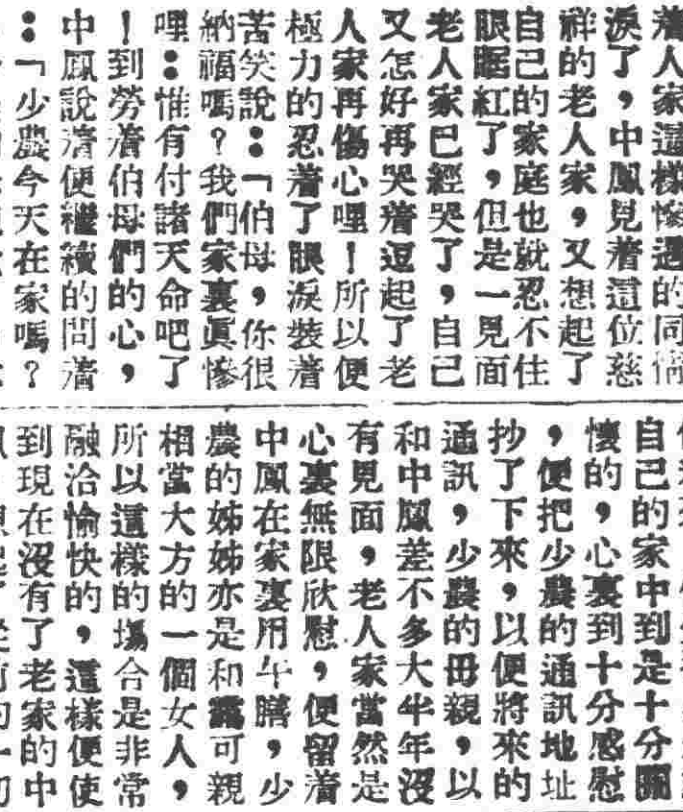 着人家這樣慘遇的同情
淚了，中鳳見着這位慈
祥的老人家，又想起了
自己的家庭也就忍不住
眼眶紅了，但是一見面
老人家已經哭了，自己
又怎好再哭着逗起了老
人家再傷心哩！所以便
極力的忍着了眼淚裝着
苦笑說：「伯母，你很
納福嗎？我們家裏眞慘
哩：惟有付諸天命吧了
！到勞着伯母們的心，
中鳳說着便繼續的問着
：「少農今天在家嗎？
自己的家中到是十分關
懷的，心裏到十分感慰
，便把少農的通訊地址
抄了下來，以便將來的
通訊，少農的毌親，以
和中鳳差不多大半年沒
有見面，老人家當然是
心裏無限欣慰，便留着
中鳳在家裏用午膳，少
農的姊姊亦是和藹可親
相當大方的一個女人，
所以這樣的塲合是非常
融洽愉快的，這樣便使
到現在沒有了老家的中